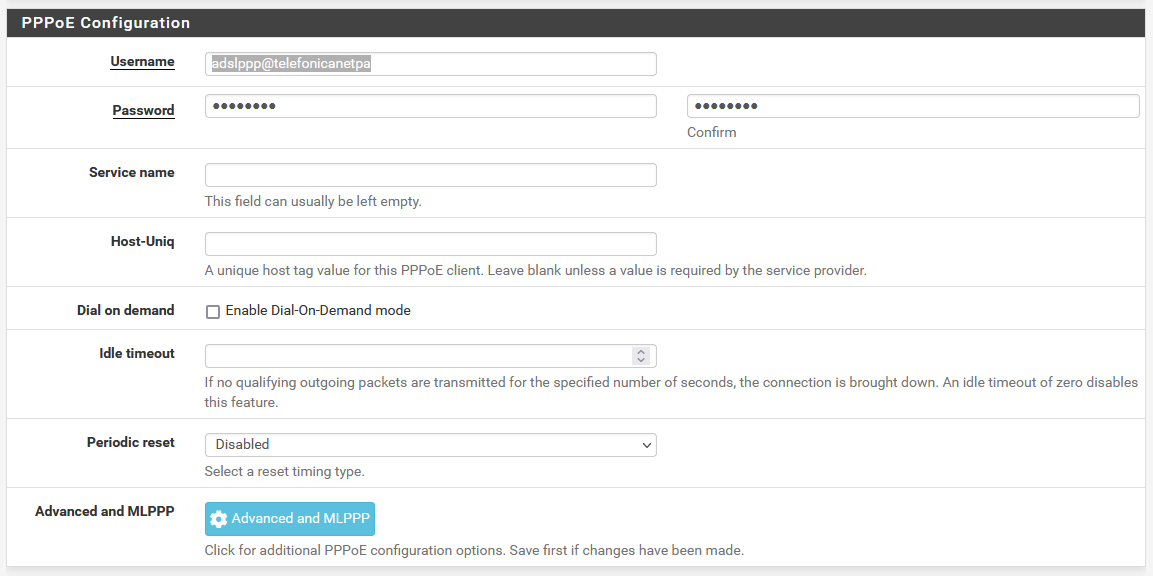 PPPoE Configuration
Username
adslppp@telefonicanetpa
Password
●●●●●●●● ●●●●●●●●
Confirm
Service name
This field can usually be left empty.
Host-Uniq
A unique host tag value for this PPPoE client. Leave blank unless a value is required by the service provider.
Dial on demand
Enable Dial-On-Demand mode
Idle timeout
If no qualifying outgoing packets are transmitted for the specified number of seconds, the connection is brought down. An idle timeout of zero disables
this feature.
Periodic reset
Disabled
Select a reset timing type.
Advanced and MLPPP
Advanced and MLPPP
Click for additional PPPoE configuration options. Save first if changes have been made.